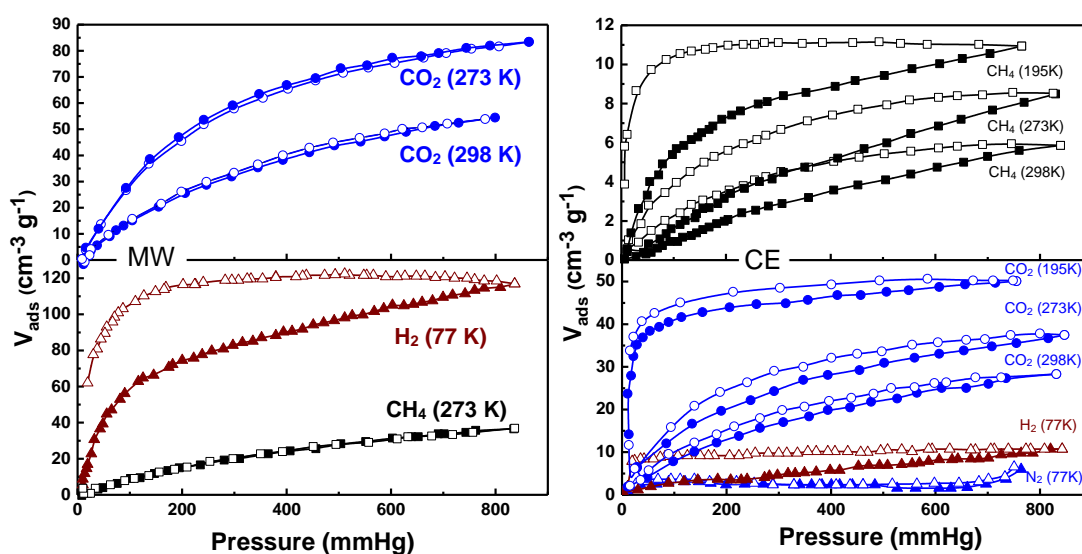 90
80
70
60
50
40
30
20
10
0
CO2 (273 K)
CO2 (298 K)
MW
120
100
80
60
40
20
0
H2 (77 K)
CH4 (273 K)
0 200 400 600 800
Pressure (mmHg)
Vads (cm-3 g-1)
12
10
8
6
4
2
0
CH4 (195K)
CH4 (273K)
CH4 (298K)
CE
50
40
30
20
10
0
CO2 (195K)
CO2 (273K)
CO2 (298K)
H2 (77K)
N2 (77K)
0 200 400 600 800
Pressure (mmHg)
Vads (cm-3 g-1)